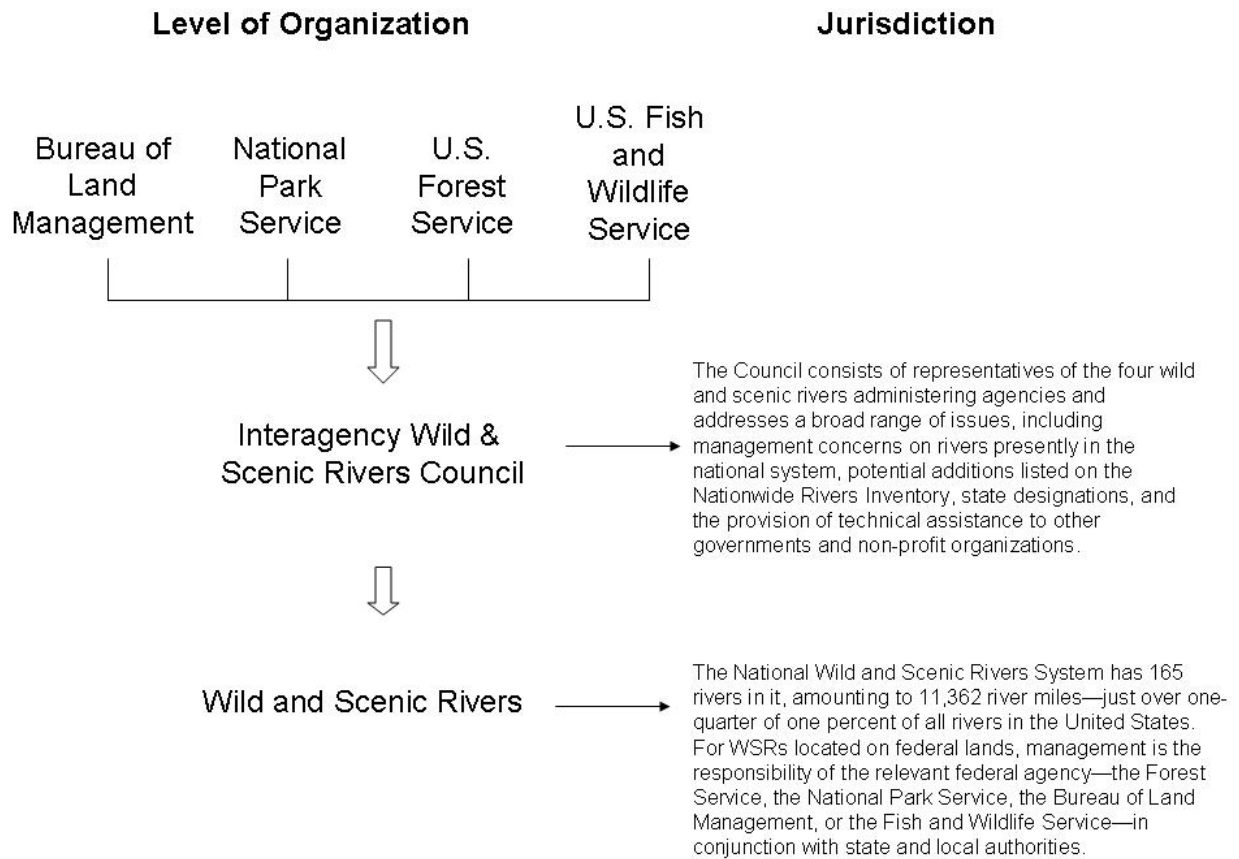 Level of Organization
Jurisdiction
Bureau of
Land
Management
National
Park
Service
U.S.
Forest
Service
U.S. Fish
and
Wildlife
Service
Interagency Wild &
Scenic Rivers Council
The Council consists of representatives of the four wild
and scenic rivers administering agencies and
addresses a broad range of issues, including
management concerns on rivers presently in the
national system, potential additions listed on the
Nationwide Rivers Inventory, state designations, and
the provision of technical assistance to other
governments and non-profit organizations.
Wild and Scenic Rivers
The National Wild and Scenic Rivers System has 165
rivers in it, amounting to 11,362 river miles—just over one-
quarter of one percent of all rivers in the United States.
For WSRs located on federal lands, management is the
responsibility of the relevant federal agency—the Forest
Service, the National Park Service, the Bureau of Land
Management, or the Fish and Wildlife Service—in
conjunction with state and local authorities.